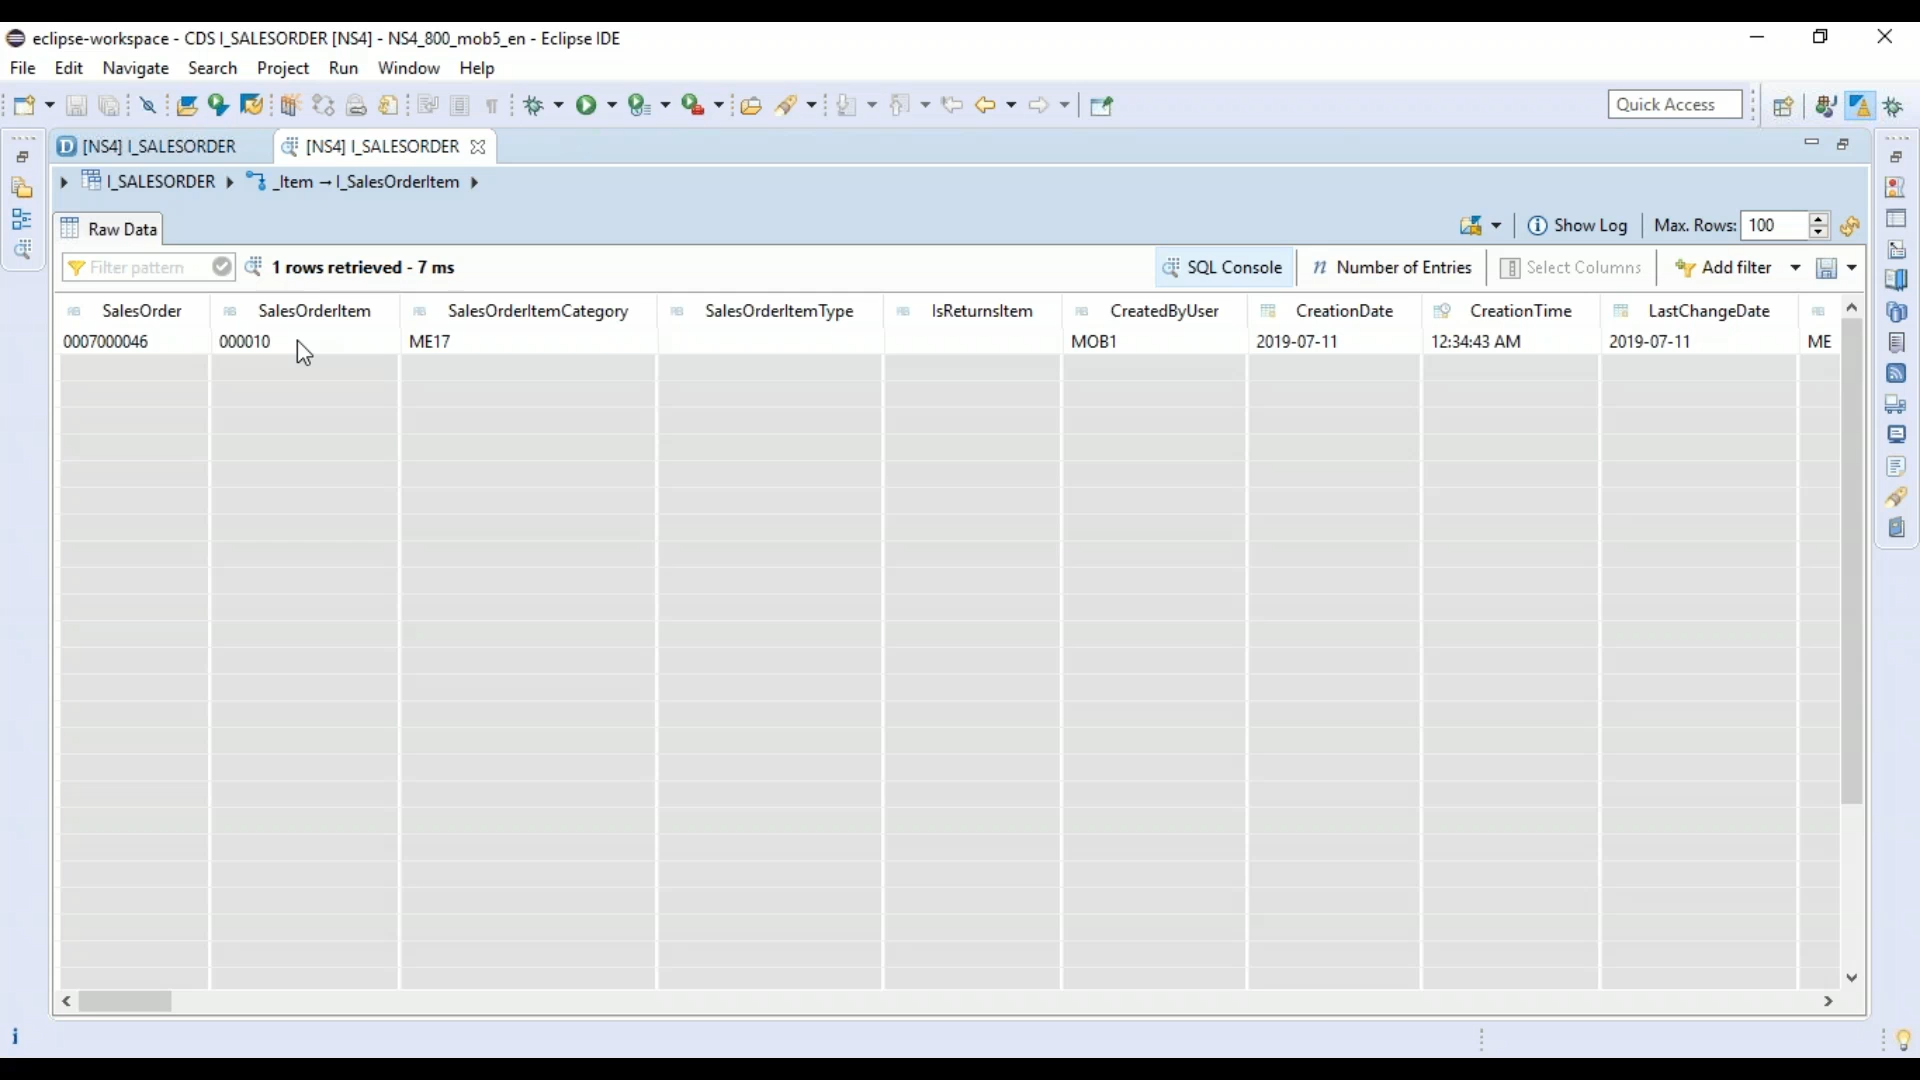 eclipse-workspace - CDS I_SALESORDER [NS4] - NS4_800_mob5_en - Eclipse IDE
File Edit Navigate Search Project Run Window Help
Quick Access
[NS4] I_SALESORDER [NS4] I_SALESORDER
I_SALESORDER _Item → I_SalesOrderItem
Raw Data Show Log Max. Rows: 100
Filter pattern 1 rows retrieved - 7 ms SQL Console Number of Entries Select Columns Add filter
SalesOrder SalesOrderItem SalesOrderItemCategory SalesOrderItemType IsReturnsItem CreatedByUser CreationDate CreationTime LastChangeDate
0007000046 000010 ME17 MOB1 2019-07-11 12:34:43 AM 2019-07-11 ME